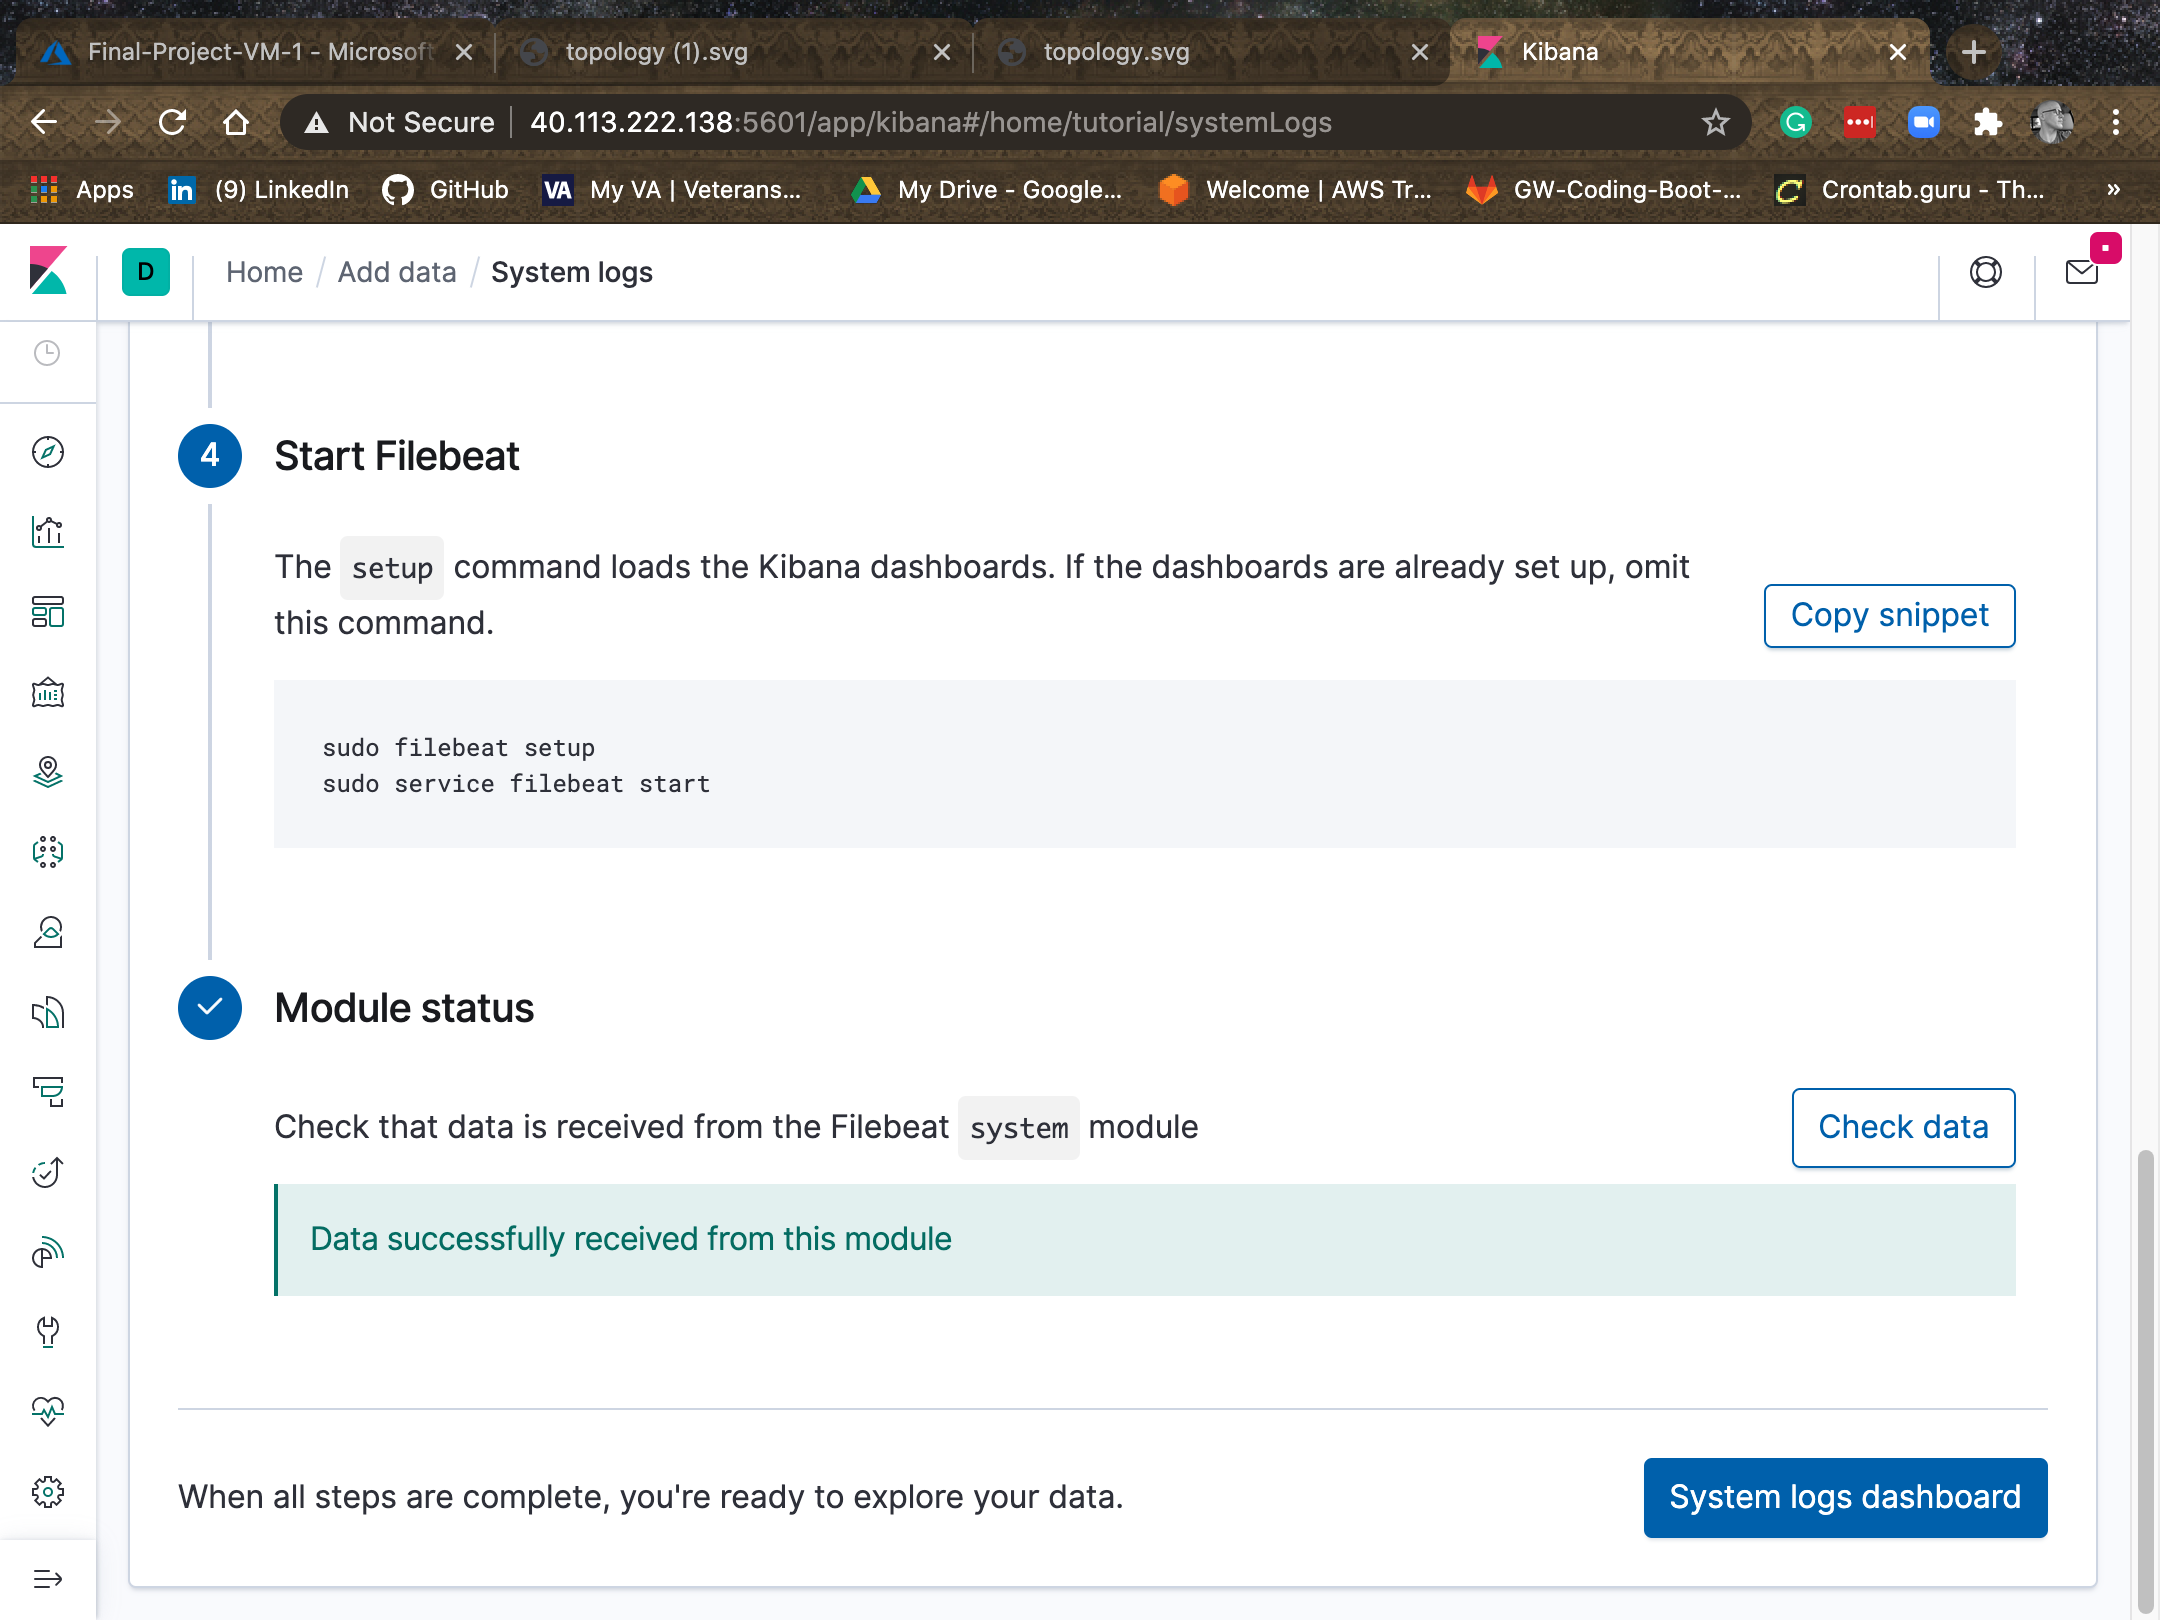 Final-Project-VM-1 - Microsoft
topology (1).svg
topology.svg
Kibana
Not Secure
40.113.222.138:5601/app/kibana#/home/tutorial/systemLogs
Apps
(9) LinkedIn
GitHub
VA
My VA | Veterans...
My Drive - Google...
Welcome | AWS Tr...
GW-Coding-Boot-...
Crontab.guru - Th...
»
D
Home / Add data / System logs
4
Start Filebeat
The setup command loads the Kibana dashboards. If the dashboards are already set up, omit
this command.
Copy snippet
sudo filebeat setup
sudo service filebeat start
Module status
Check that data is received from the Filebeat system module
Check data
Data successfully received from this module
When all steps are complete, you're ready to explore your data.
System logs dashboard